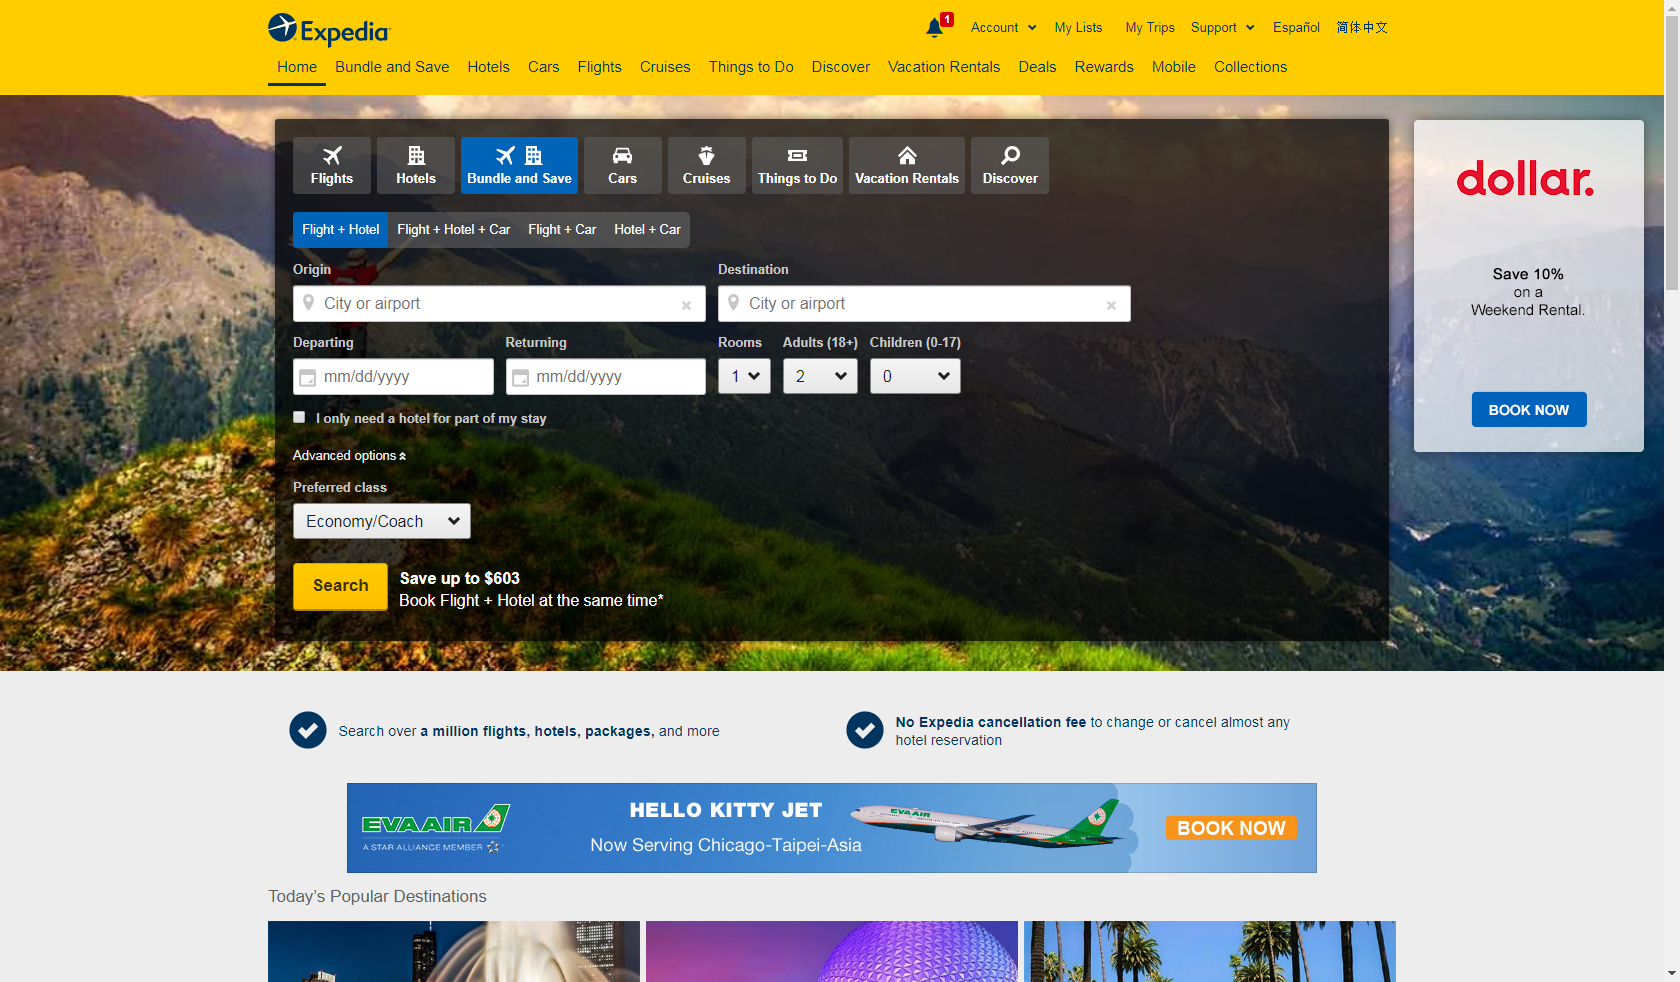 Expedia
1
Account
My Lists
My Trips
Support
Español
简体中文
Home
Bundle and Save
Hotels
Cars
Flights
Cruises
Things to Do
Discover
Vacation Rentals
Deals
Rewards
Mobile
Collections
Flights
Hotels
Bundle and Save
Cars
Cruises
Things to Do
Vacation Rentals
Discover
Flight + Hotel
Flight + Hotel + Car
Flight + Car
Hotel + Car
Origin
Destination
City or airport
City or airport
Departing
Returning
Rooms
Adults (18+)
Children (0-17)
mm/dd/yyyy
mm/dd/yyyy
1
2
0
I only need a hotel for part of my stay
Advanced options
Preferred class
Economy/Coach
Search
Save up to $603
Book Flight + Hotel at the same time*
dollar.
Save 10%
on a
Weekend Rental.
BOOK NOW
Search over a million flights, hotels, packages, and more
No Expedia cancellation fee to change or cancel almost any
hotel reservation
EVA AIR
A STAR ALLIANCE MEMBER
HELLO KITTY JET
Now Serving Chicago-Taipei-Asia
EVA AIR
BOOK NOW
Today's Popular Destinations